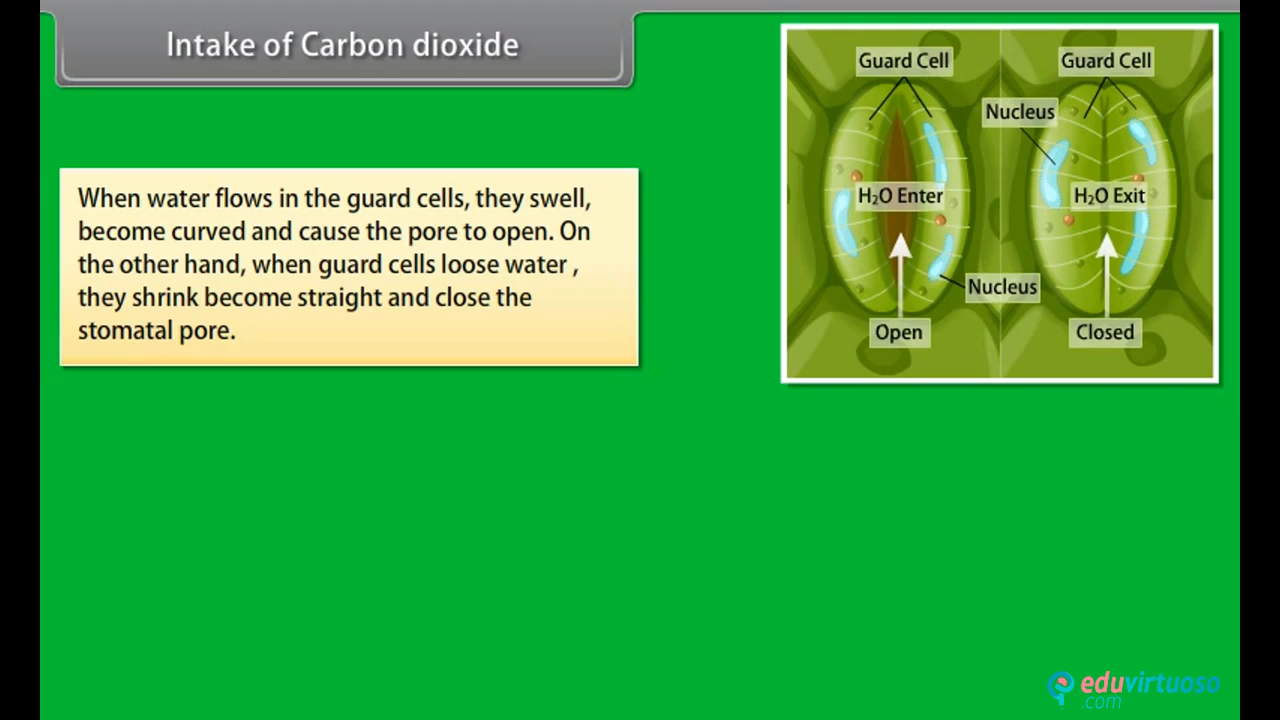 Intake of Carbon dioxide
When water flows in the guard cells, they swell,
become curved and cause the pore to open. On
the other hand, when guard cells loose water ,
they shrink become straight and close the
stomatal pore.
Guard Cell
Guard Cell
Nucleus
H₂O Enter
H₂O Exit
Nucleus
Open
Closed
eduvirtuoso
.com